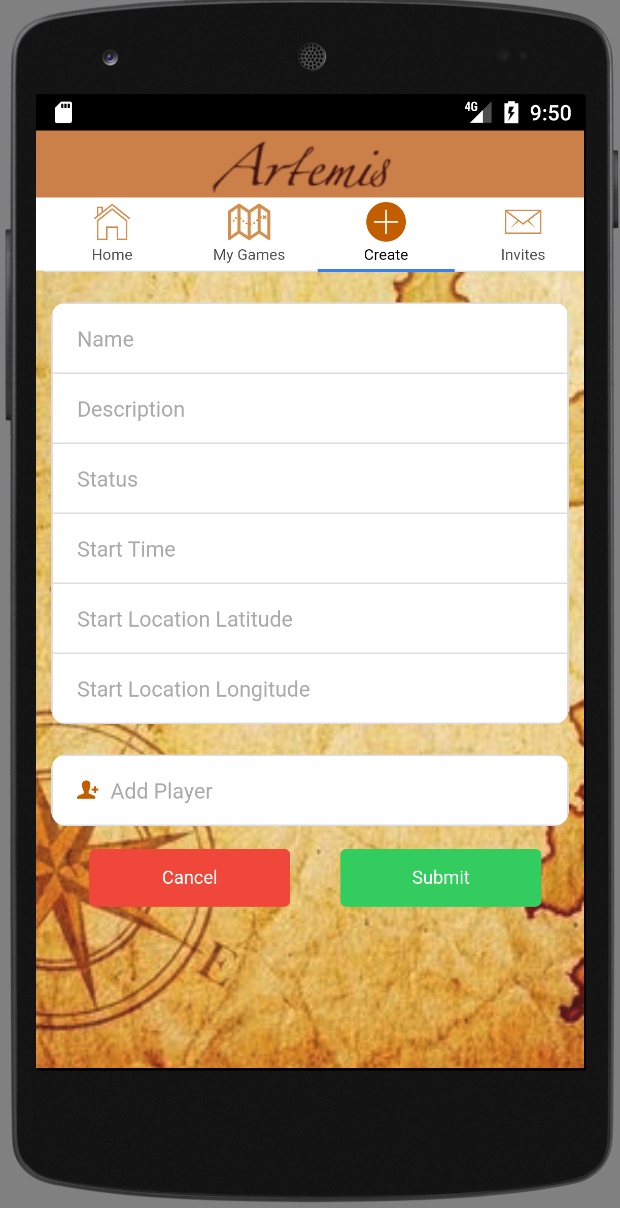 4G 9:50
Artemis
Home My Games Create Invites
Name
Description
Status
Start Time
Start Location Latitude
Start Location Longitude
Add Player
Cancel Submit
E